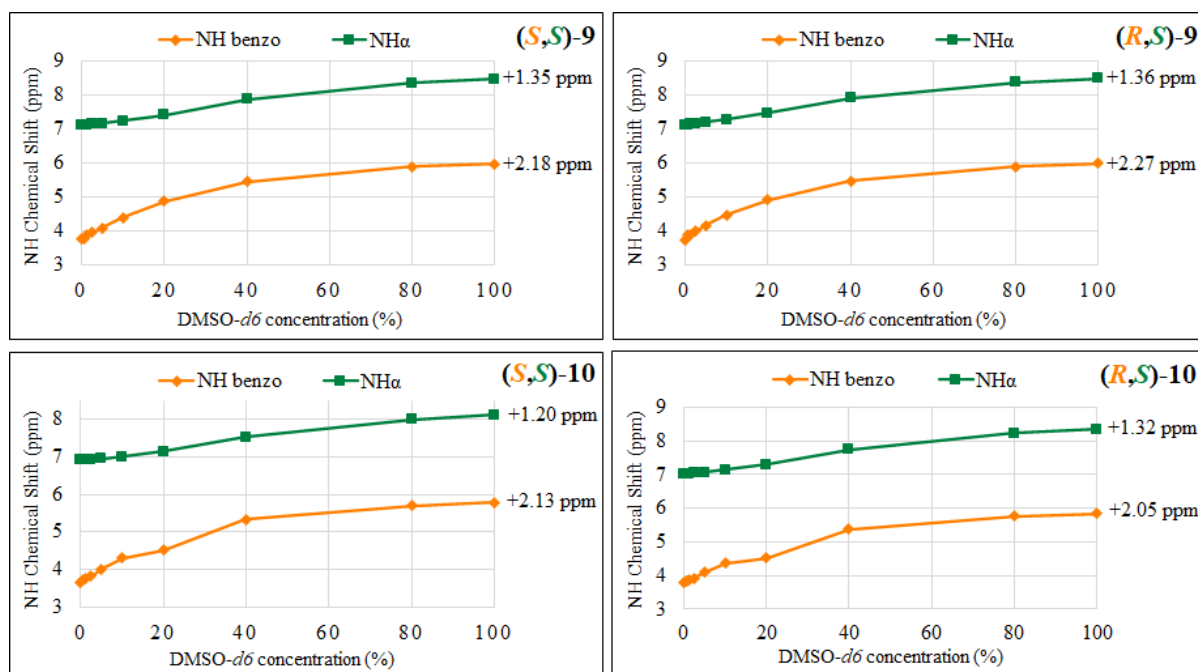 NH benzo NHα (S,S)-9
NH Chemical Shift (ppm)
9
8
7
6
5
4
3
+1.35 ppm
+2.18 ppm
0 20 40 60 80 100
DMSO-d6 concentration (%)
NH benzo NHα (R,S)-9
NH Chemical Shift (ppm)
9
8
7
6
5
4
3
+1.36 ppm
+2.27 ppm
0 20 40 60 80 100
DMSO-d6 concentration (%)
NH benzo NHα (S,S)-10
NH Chemical Shift (ppm)
8
7
6
5
4
3
+1.20 ppm
+2.13 ppm
0 20 40 60 80 100
DMSO-d6 concentration (%)
NH benzo NHα (R,S)-10
NH Chemical Shift (ppm)
9
8
7
6
5
4
3
+1.32 ppm
+2.05 ppm
0 20 40 60 80 100
DMSO-d6 concentration (%)